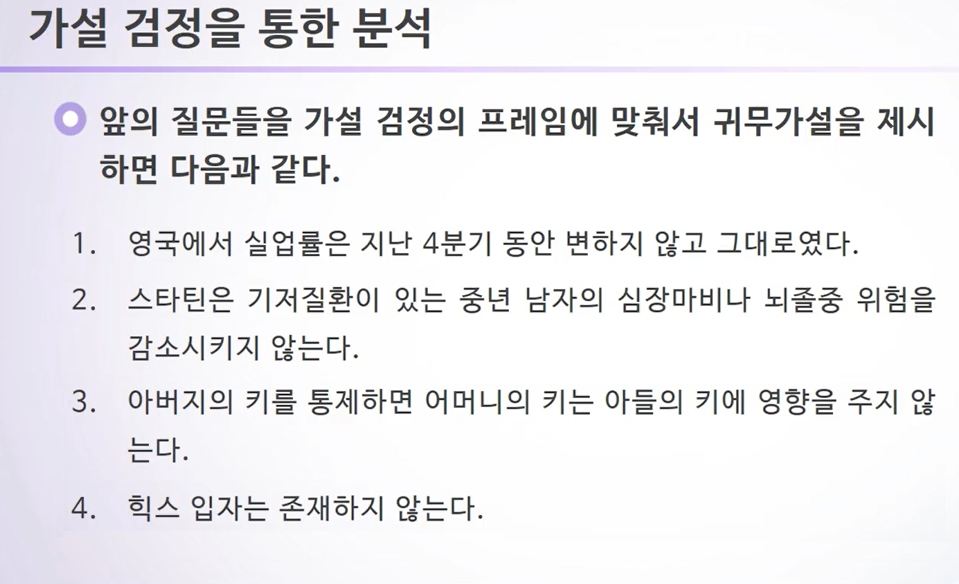 가설 검정을 통한 분석
앞의 질문들을 가설 검정의 프레임에 맞춰서 귀무가설을 제시
하면 다음과 같다.
1. 영국에서 실업률은 지난 4분기 동안 변하지 않고 그대로였다.
2. 스타틴은 기저질환이 있는 중년 남자의 심장마비나 뇌졸중 위험을
감소시키지 않는다.
3. 아버지의 키를 통제하면 어머니의 키는 아들의 키에 영향을 주지 않
는다.
4. 힉스 입자는 존재하지 않는다.